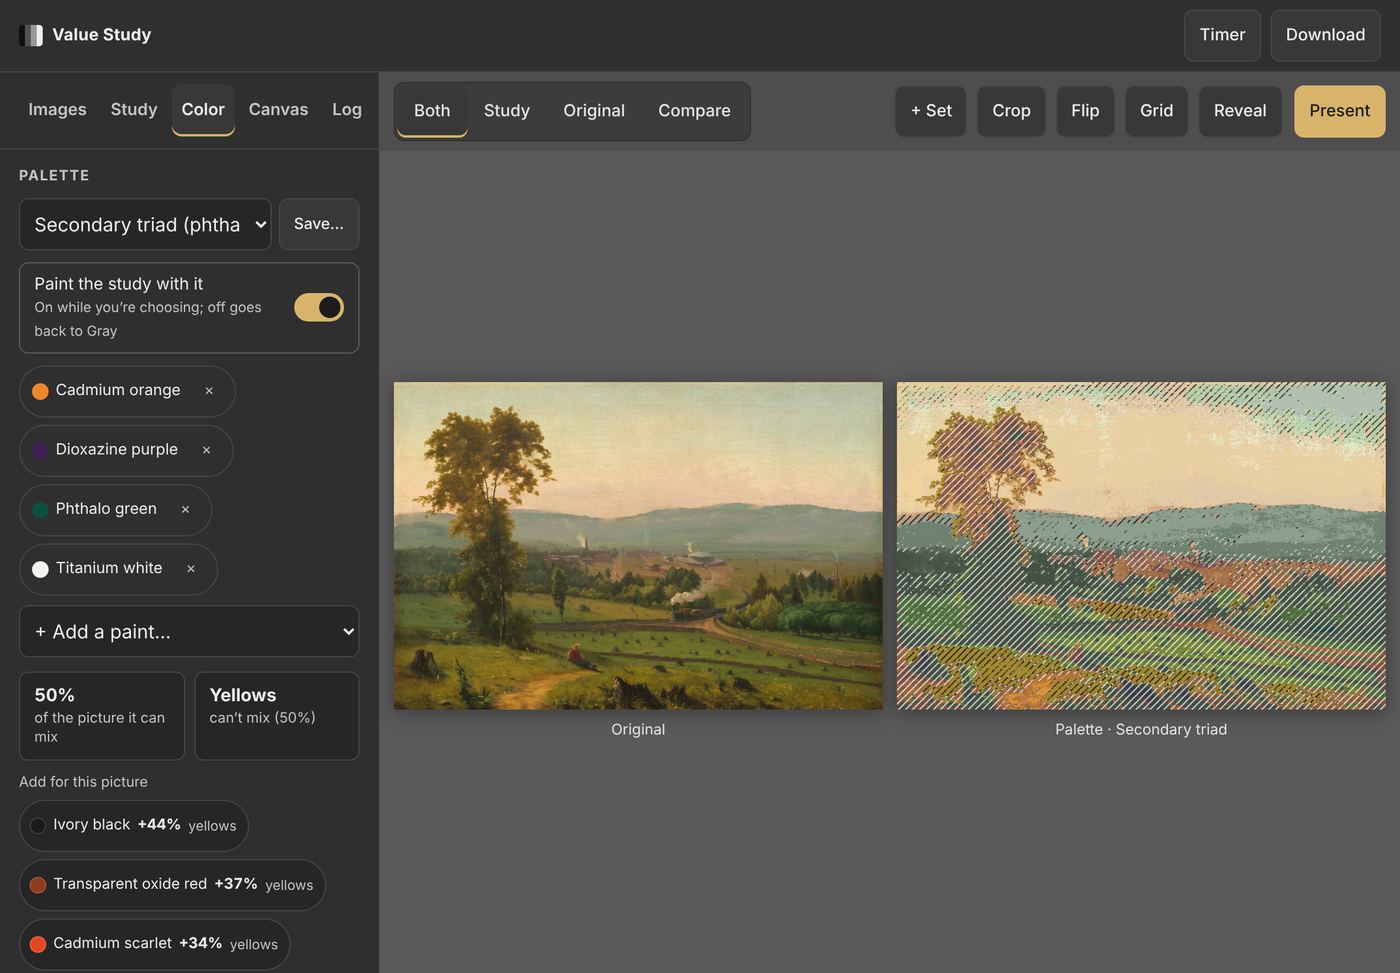 Value Study
Timer
Download
Images
Study
Color
Canvas
Log
Both
Study
Original
Compare
+ Set
Crop
Flip
Grid
Reveal
Present
PALETTE
Secondary triad (phtha
Save...
Paint the study with it
On while you're choosing; off goes
back to Gray
Cadmium orange ×
Dioxazine purple ×
Phthalo green ×
Titanium white ×
+ Add a paint...
50%
of the picture it can
mix
Yellows
can't mix (50%)
Add for this picture
Ivory black +44% yellows
Transparent oxide red +37% yellows
Cadmium scarlet +34% yellows
Original
Palette · Secondary triad